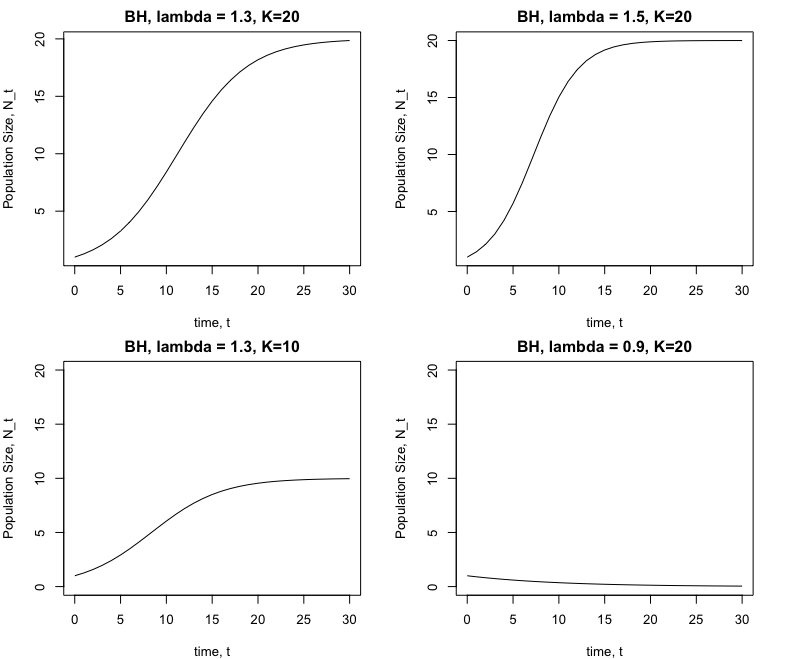 BH, lambda = 1.3, K=20
Population Size, N_t
20
15
10
5
0 5 10 15 20 25 30
time, t
BH, lambda = 1.5, K=20
Population Size, N_t
20
15
10
5
0 5 10 15 20 25 30
time, t
BH, lambda = 1.3, K=10
Population Size, N_t
20
15
10
5
0
0 5 10 15 20 25 30
time, t
BH, lambda = 0.9, K=20
Population Size, N_t
20
15
10
5
0
0 5 10 15 20 25 30
time, t